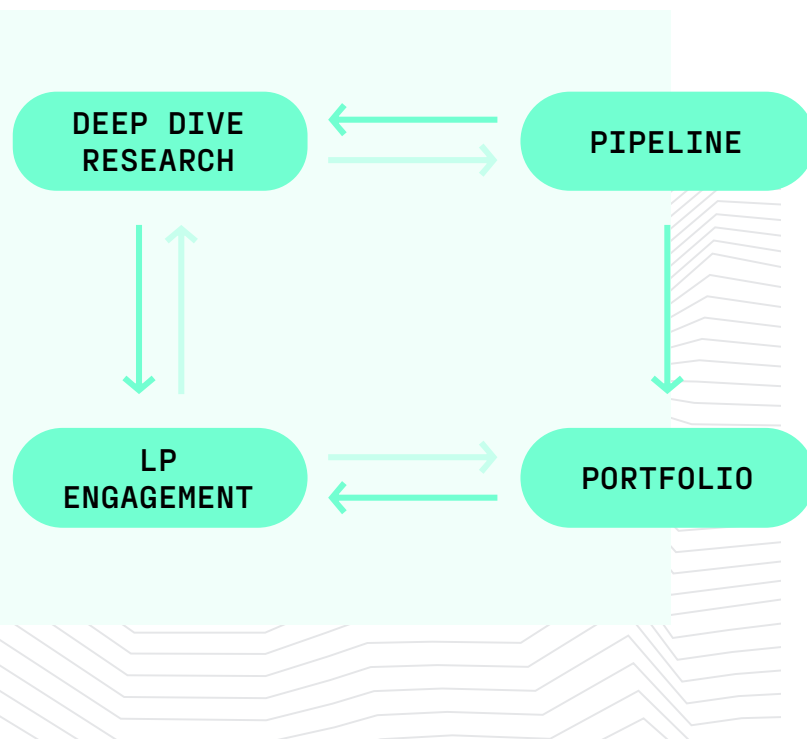 DEEP DIVE
RESEARCH
PIPELINE
LP
ENGAGEMENT
PORTFOLIO